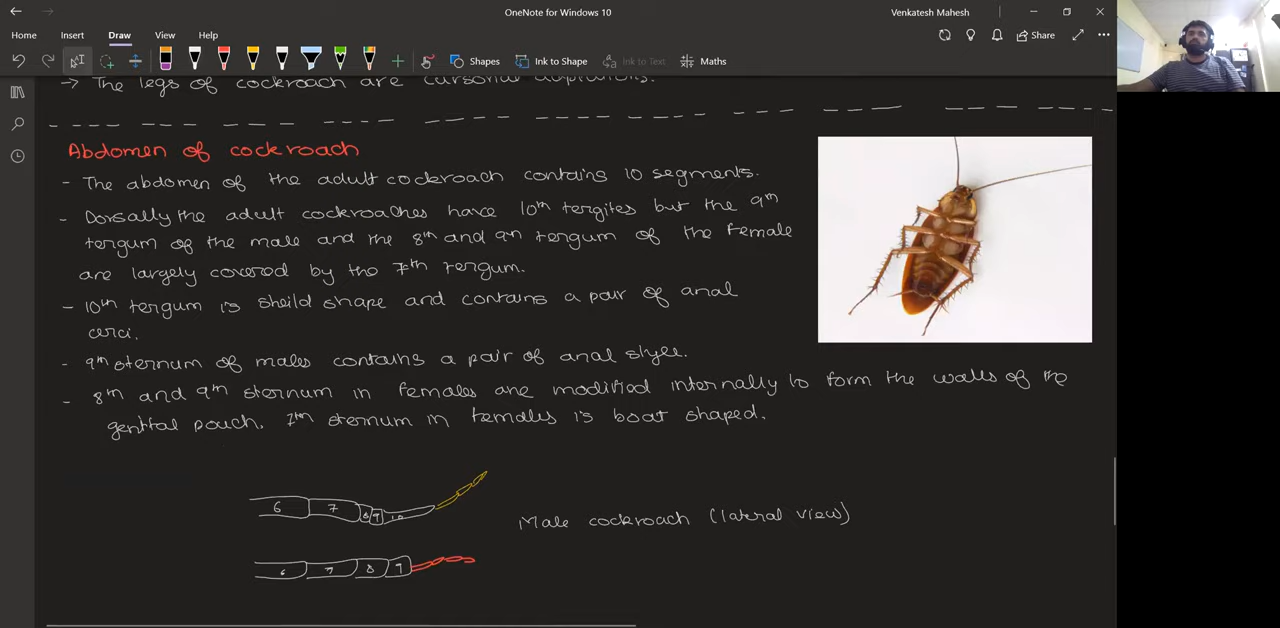 OneNote for Windows 10
Venkatesh Mahesh
Home Insert Draw View Help
Share
Shapes Ink to Shape Ink to Text Maths
→ The legs of cockroach are cursorial
Abdomen of cockroach
- The abdomen of the adult cockroach contains 10 segments.
- Dorsally the adult cockroaches have 10th tergites but the 9th
tergum of the male and the 8th and 9th tergum of the female
are largely covered by the 7th tergum.
- 10th tergum is sheild shape and contains a pair of anal
cerci.
- 9th sternum of males contains a pair of anal style.
- 8th and 9th sternum in females are modified internally to form the walls of the
genital pouch. 7th sternum in females is boat shaped.
6 7 8 9 10
Male cockroach (lateral view)
6 7 8 9